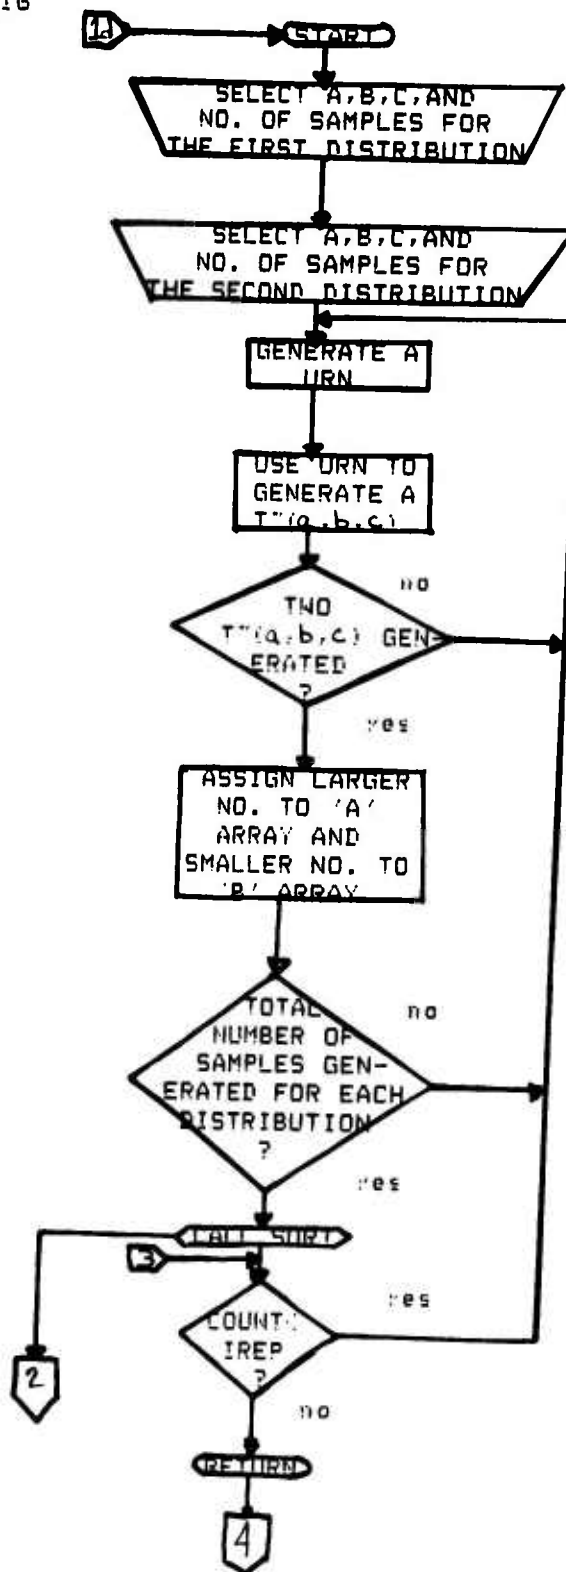 1d
START
SELECT A,B,C,AND
NO. OF SAMPLES FOR
THE FIRST DISTRIBUTION
SELECT A,B,C,AND
NO. OF SAMPLES FOR
THE SECOND DISTRIBUTION
GENERATE A
URN
USE URN TO
GENERATE A
T~(a,b,c)
no
TWO
T~(a,b,c) GEN-
ERATED
?
yes
ASSIGN LARGER
NO. TO 'A'
ARRAY AND
SMALLER NO. TO
'B' ARRAY
no
TOTAL
NUMBER OF
SAMPLES GEN-
ERATED FOR EACH
DISTRIBUTION
?
yes
CALL SORT
3
yes
COUNT
IREP
?
2
no
RETURN
4